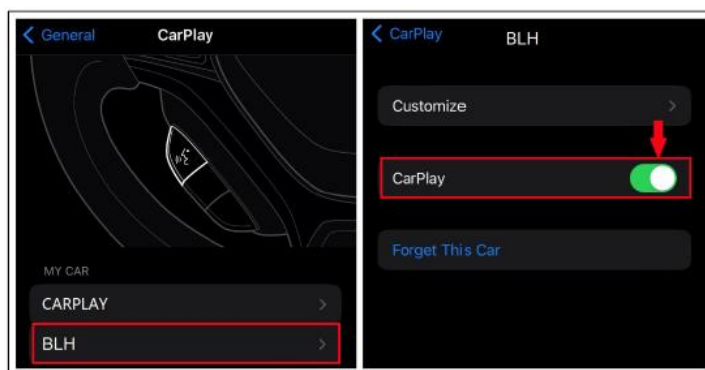 General
CarPlay
MY CAR
CARPLAY
BLH
CarPlay
BLH
Customize
CarPlay
Forget This Car